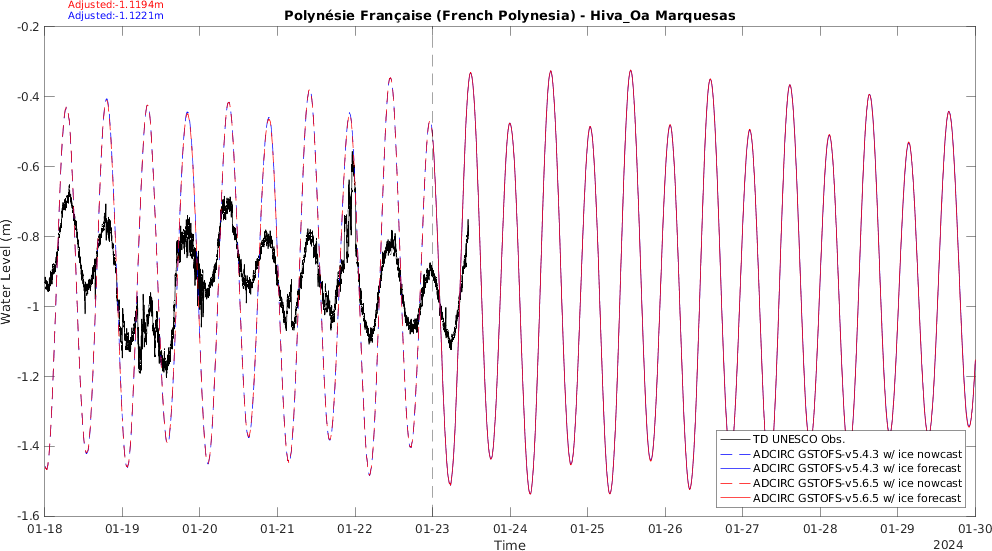 Adjusted:-1.1194m
Adjusted:-1.1221m
Polynésie Française (French Polynesia) - Hiva_Oa Marquesas
Water Level (m)
-0.2
-0.4
-0.6
-0.8
-1
-1.2
-1.4
-1.6
TD UNESCO Obs.
ADCIRC GSTOFS-v5.4.3 w/ ice nowcast
ADCIRC GSTOFS-v5.4.3 w/ ice forecast
ADCIRC GSTOFS-v5.6.5 w/ ice nowcast
ADCIRC GSTOFS-v5.6.5 w/ ice forecast
01-18 01-19 01-20 01-21 01-22 01-23 01-24 01-25 01-26 01-27 01-28 01-29 01-30
Time
2024